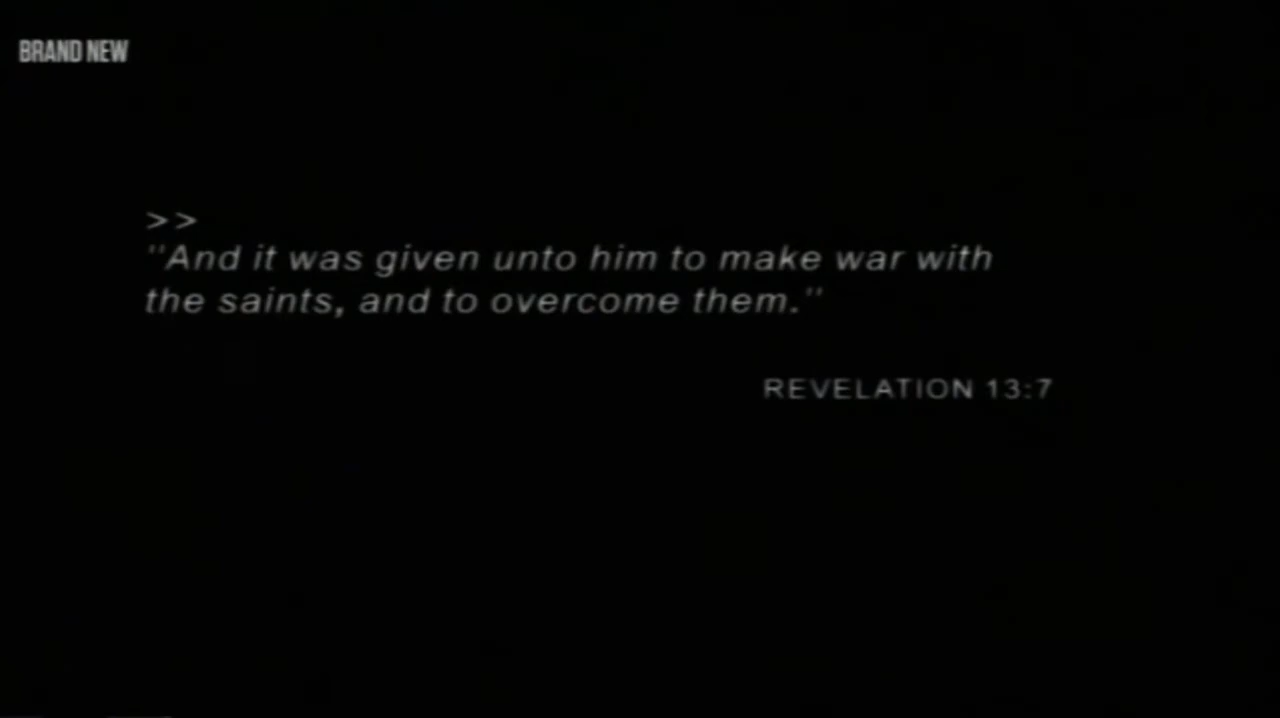 BRAND NEW
>>
"And it was given unto him to make war with
the saints, and to overcome them."
REVELATION 13:7